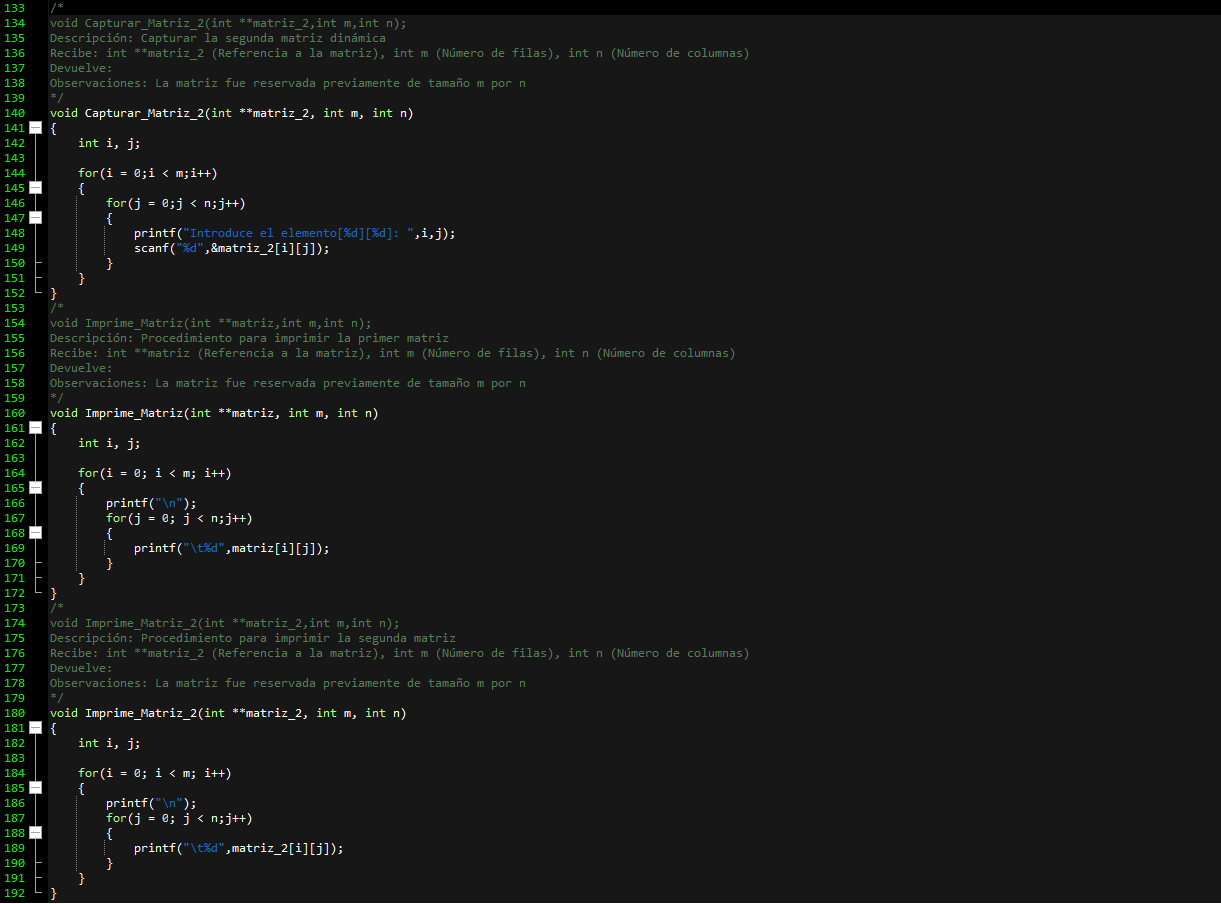 133 /*
134 void Capturar_Matriz_2(int **matriz_2,int m,int n);
135 Descripción: Capturar la segunda matriz dinámica
136 Recibe: int **matriz_2 (Referencia a la matriz), int m (Número de filas), int n (Número de columnas)
137 Devuelve:
138 Observaciones: La matriz fue reservada previamente de tamaño m por n
139 */
140 void Capturar_Matriz_2(int **matriz_2, int m, int n)
141 {
142     int i, j;
143
144     for(i = 0;i < m;i++)
145     {
146         for(j = 0;j < n;j++)
147         {
148             printf("Introduce el elemento[%d][%d]: ",i,j);
149             scanf("%d",&matriz_2[i][j]);
150         }
151     }
152 }
153 /*
154 void Imprime_Matriz(int **matriz,int m,int n);
155 Descripción: Procedimiento para imprimir la primer matriz
156 Recibe: int **matriz (Referencia a la matriz), int m (Número de filas), int n (Número de columnas)
157 Devuelve:
158 Observaciones: La matriz fue reservada previamente de tamaño m por n
159 */
160 void Imprime_Matriz(int **matriz, int m, int n)
161 {
162     int i, j;
163
164     for(i = 0; i < m; i++)
165     {
166         printf("\n");
167         for(j = 0; j < n;j++)
168         {
169             printf("\t%d",matriz[i][j]);
170         }
171     }
172 }
173 /*
174 void Imprime_Matriz_2(int **matriz_2,int m,int n);
175 Descripción: Procedimiento para imprimir la segunda matriz
176 Recibe: int **matriz_2 (Referencia a la matriz), int m (Número de filas), int n (Número de columnas)
177 Devuelve:
178 Observaciones: La matriz fue reservada previamente de tamaño m por n
179 */
180 void Imprime_Matriz_2(int **matriz_2, int m, int n)
181 {
182     int i, j;
183
184     for(i = 0; i < m; i++)
185     {
186         printf("\n");
187         for(j = 0; j < n;j++)
188         {
189             printf("\t%d",matriz_2[i][j]);
190         }
191     }
192 }